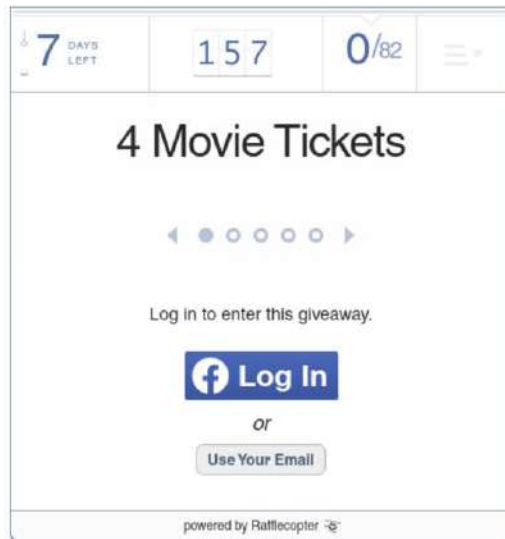 7 DAYS
LEFT
157
0/82
4 Movie Tickets
Log in to enter this giveaway.
Log In
or
Use Your Email
powered by Rafflecopter